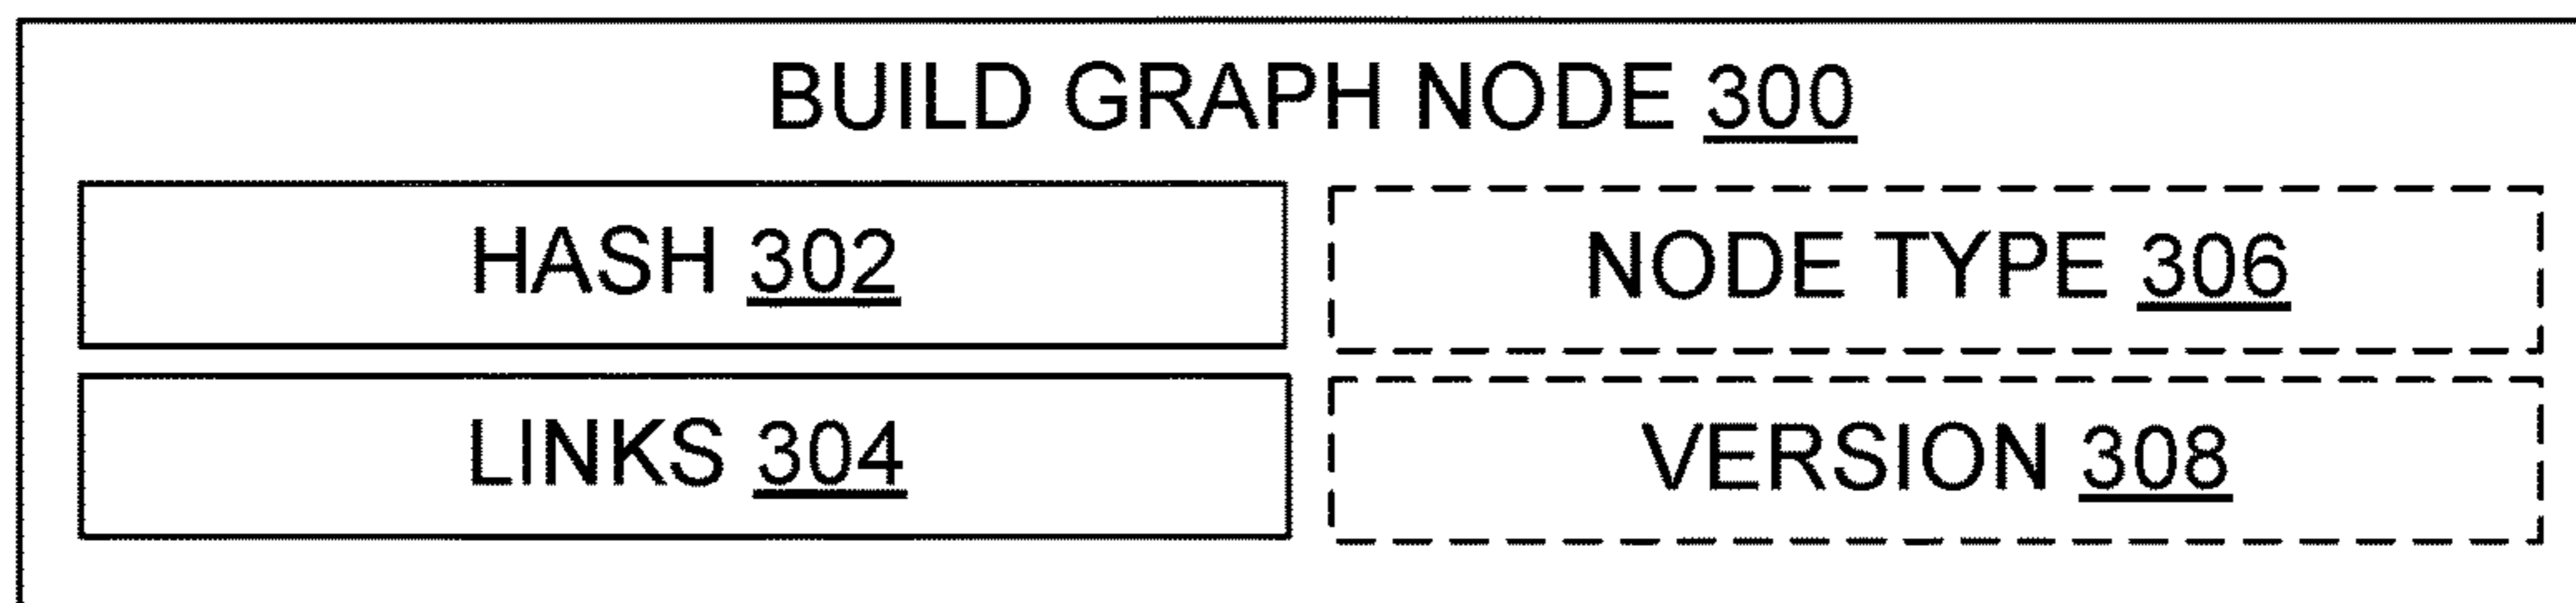 BUILD GRAPH NODE 300
HASH 302
NODE TYPE 306
LINKS 304
VERSION 308